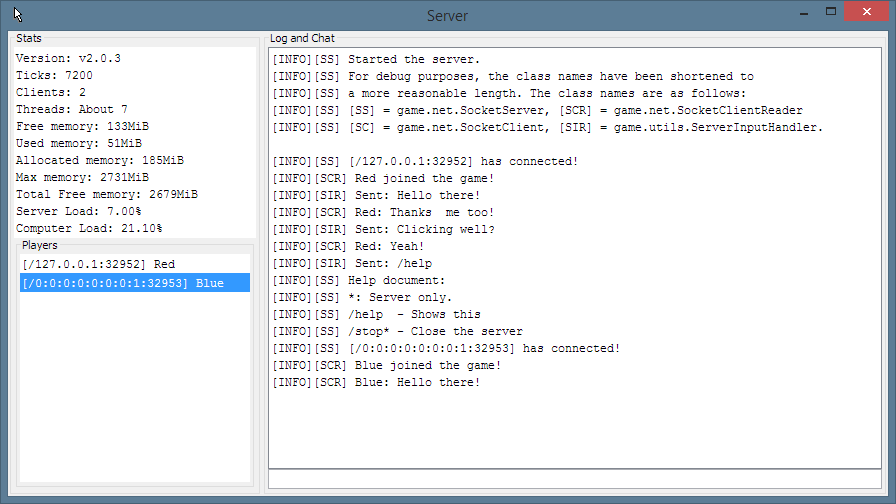 Server
Stats
Version: v2.0.3
Ticks: 7200
Clients: 2
Threads: About 7
Free memory: 133MiB
Used memory: 51MiB
Allocated memory: 185MiB
Max memory: 2731MiB
Total Free memory: 2679MiB
Server Load: 7.00%
Computer Load: 21.10%
Players
[/127.0.0.1:32952] Red
[/0:0:0:0:0:0:0:1:32953] Blue
Log and Chat
[INFO][SS] Started the server.
[INFO][SS] For debug purposes, the class names have been shortened to
[INFO][SS] a more reasonable length. The class names are as follows:
[INFO][SS] [SS] = game.net.SocketServer, [SCR] = game.net.SocketClientReader
[INFO][SS] [SC] = game.net.SocketClient, [SIR] = game.utils.ServerInputHandler.
[INFO][SS] [/127.0.0.1:32952] has connected!
[INFO][SCR] Red joined the game!
[INFO][SIR] Sent: Hello there!
[INFO][SCR] Red: Thanks  me too!
[INFO][SIR] Sent: Clicking well?
[INFO][SCR] Red: Yeah!
[INFO][SIR] Sent: /help
[INFO][SS] Help document:
[INFO][SS] *: Server only.
[INFO][SS] /help  - Shows this
[INFO][SS] /stop* - Close the server
[INFO][SS] [/0:0:0:0:0:0:0:1:32953] has connected!
[INFO][SCR] Blue joined the game!
[INFO][SCR] Blue: Hello there!